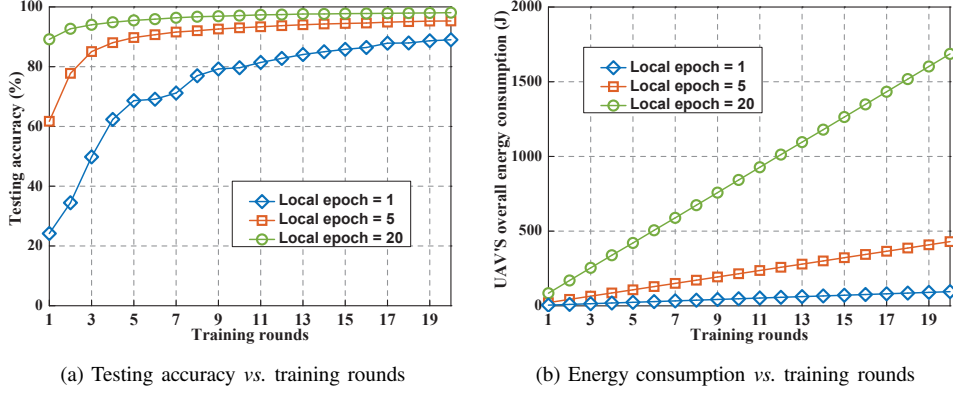 100
80
60
40
20
0
Testing accuracy (%)
Local epoch = 1
Local epoch = 5
Local epoch = 20
1 3 5 7 9 11 13 15 17 19
Training rounds
(a) Testing accuracy vs. training rounds
2000
1500
1000
500
0
UAV'S overall energy consumption (J)
Local epoch = 1
Local epoch = 5
Local epoch = 20
1 3 5 7 9 11 13 15 17 19
Training rounds
(b) Energy consumption vs. training rounds